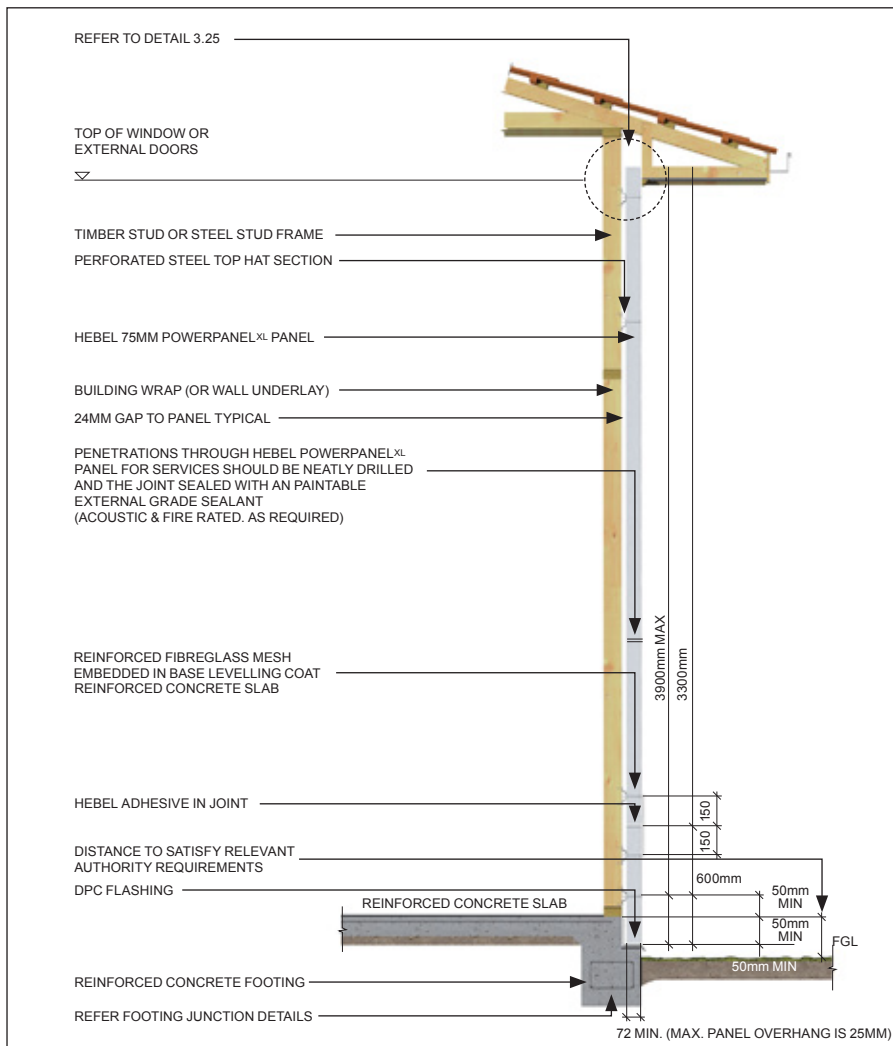 REFER TO DETAIL 3.25
TOP OF WINDOW OR
EXTERNAL DOORS
TIMBER STUD OR STEEL STUD FRAME
PERFORATED STEEL TOP HAT SECTION
HEBEL 75MM POWERPANELXL PANEL
BUILDING WRAP (OR WALL UNDERLAY)
24MM GAP TO PANEL TYPICAL
PENETRATIONS THROUGH HEBEL POWERPANELXL
PANEL FOR SERVICES SHOULD BE NEATLY DRILLED
AND THE JOINT SEALED WITH AN PAINTABLE
EXTERNAL GRADE SEALANT
(ACOUSTIC & FIRE RATED. AS REQUIRED)
3900mm MAX
3300mm
REINFORCED FIBREGLASS MESH
EMBEDDED IN BASE LEVELLING COAT
REINFORCED CONCRETE SLAB
HEBEL ADHESIVE IN JOINT
150
150
DISTANCE TO SATISFY RELEVANT
AUTHORITY REQUIREMENTS
600mm
DPC FLASHING
REINFORCED CONCRETE SLAB
50mm
MIN
50mm
MIN
FGL
50mm MIN
REINFORCED CONCRETE FOOTING
REFER FOOTING JUNCTION DETAILS
72 MIN. (MAX. PANEL OVERHANG IS 25MM)